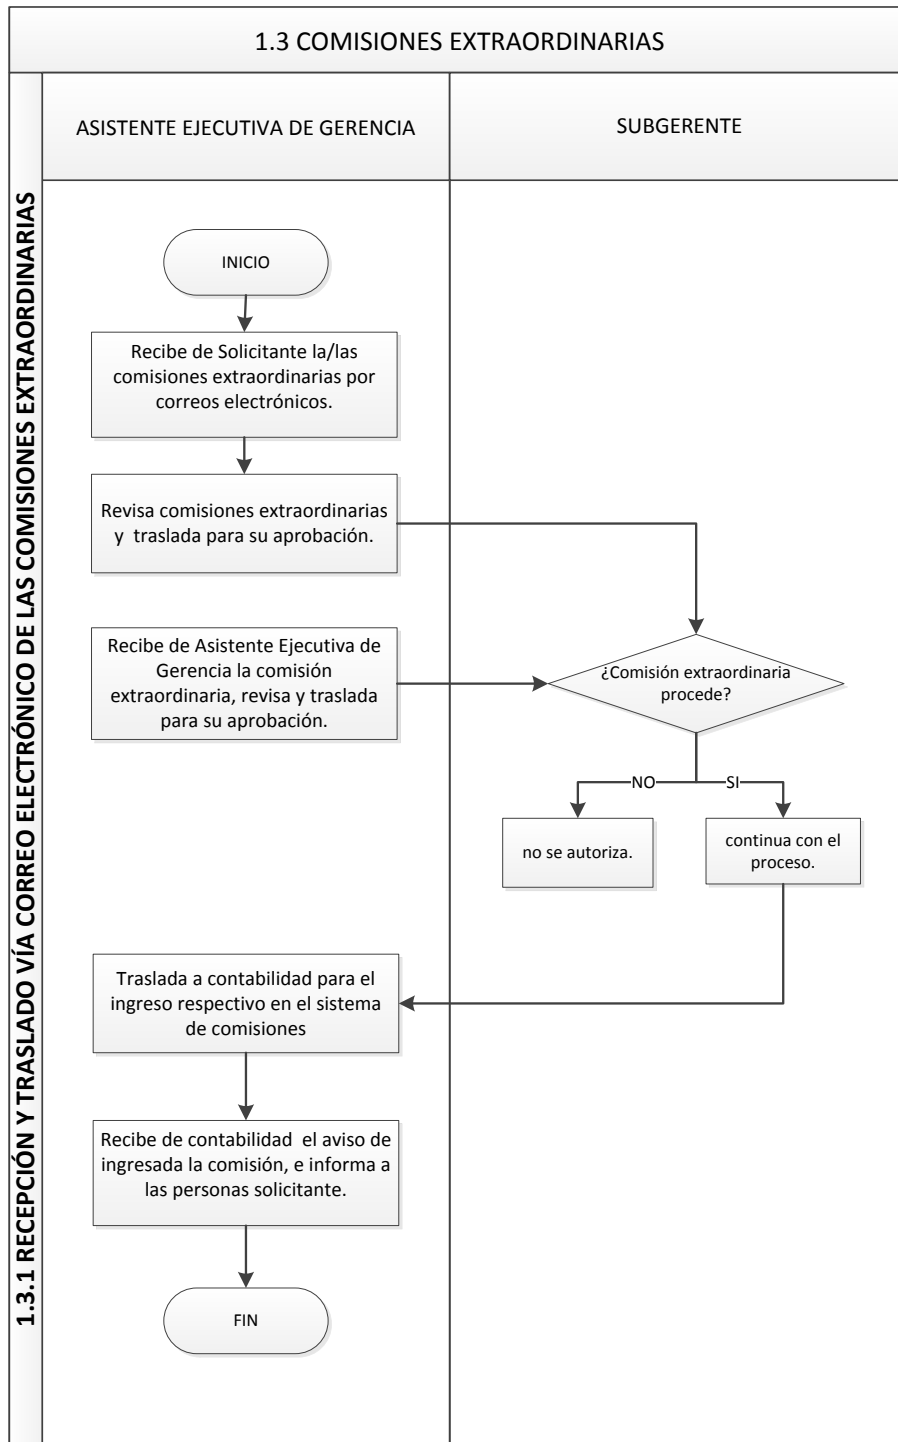 1.3 COMISIONES EXTRAORDINARIAS
1.3.1 RECEPCIÓN Y TRASLADO VÍA CORREO ELECTRÓNICO DE LAS COMISIONES EXTRAORDINARIAS
ASISTENTE EJECUTIVA DE GERENCIA
SUBGERENTE
INICIO
Recibe de Solicitante la/las
comisiones extraordinarias por
correos electrónicos.
Revisa comisiones extraordinarias
y traslada para su aprobación.
Recibe de Asistente Ejecutiva de
Gerencia la comisión
extraordinaria, revisa y traslada
para su aprobación.
¿Comisión extraordinaria
procede?
NO
SI
no se autoriza.
continua con el
proceso.
Traslada a contabilidad para el
ingreso respectivo en el sistema
de comisiones
Recibe de contabilidad el aviso de
ingresada la comisión, e informa a
las personas solicitante.
FIN